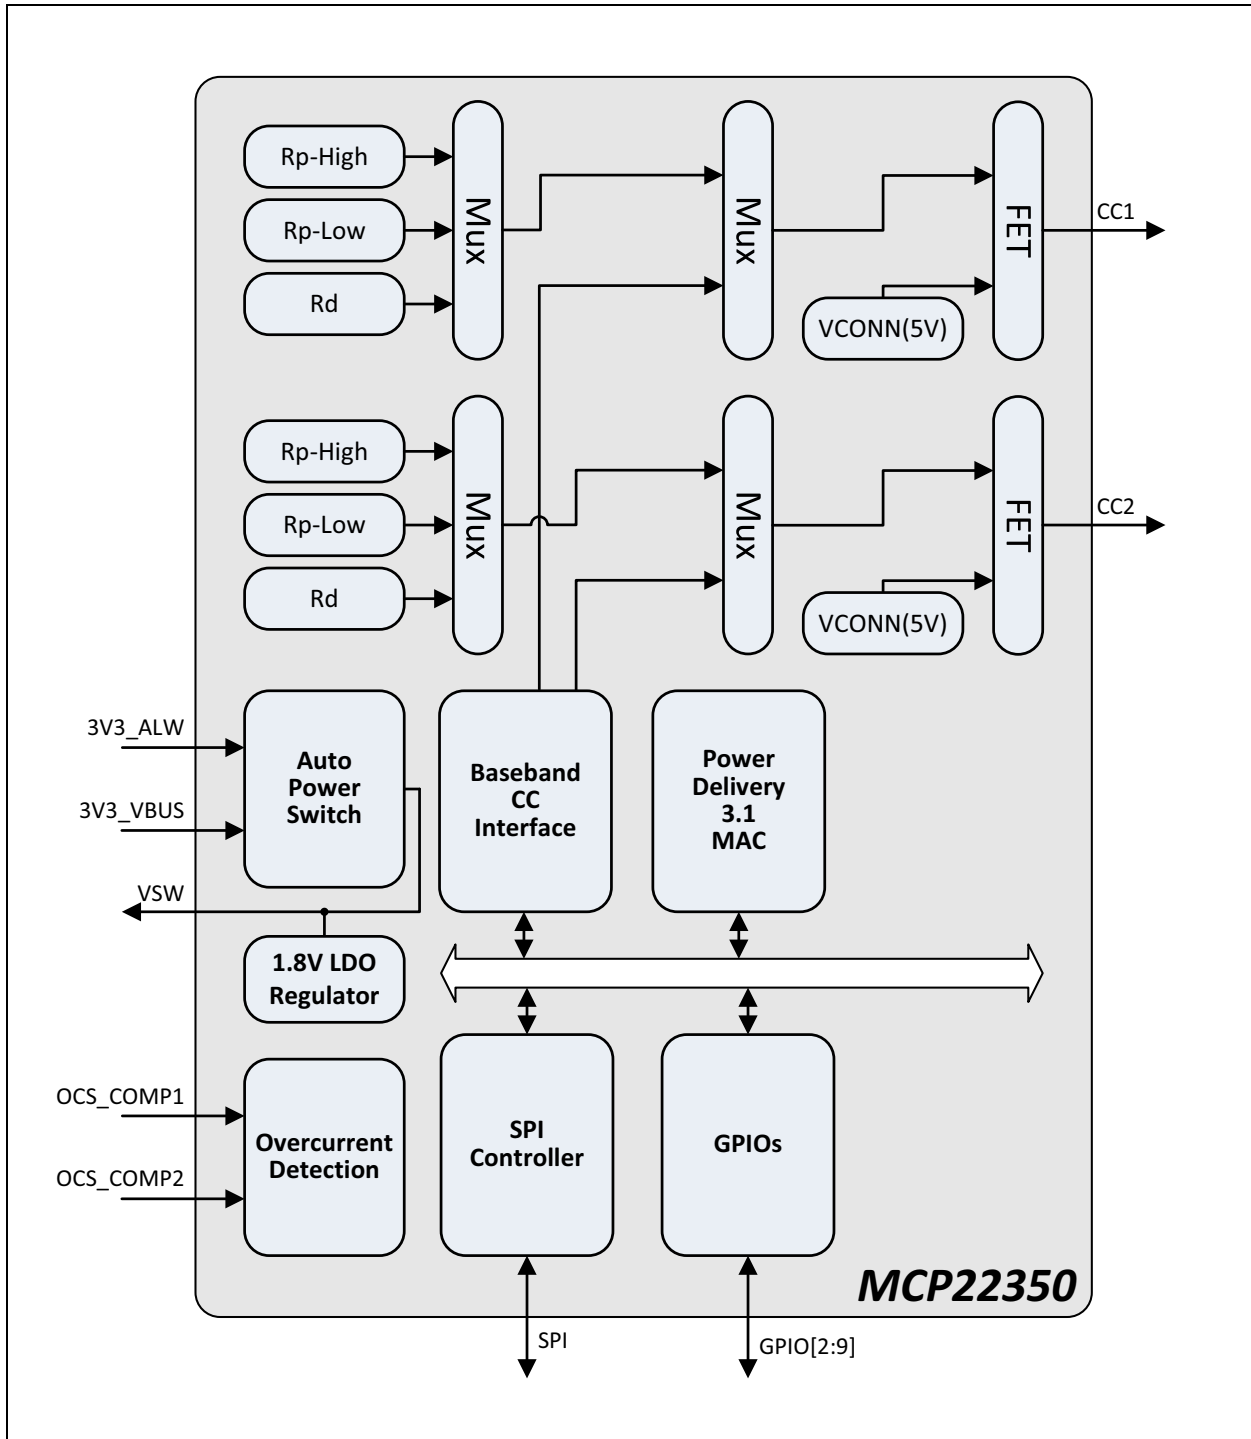 Rp-High
Rp-Low
Rd
Mux
Mux
FET
VCONN(5V)
CC1
Rp-High
Rp-Low
Rd
Mux
Mux
FET
VCONN(5V)
CC2
3V3_ALW
3V3_VBUS
VSW
Auto
Power
Switch
Baseband
CC
Interface
Power
Delivery
3.1
MAC
1.8V LDO
Regulator
OCS_COMP1
OCS_COMP2
Overcurrent
Detection
SPI
Controller
GPIOs
MCP22350
SPI
GPIO[2:9]